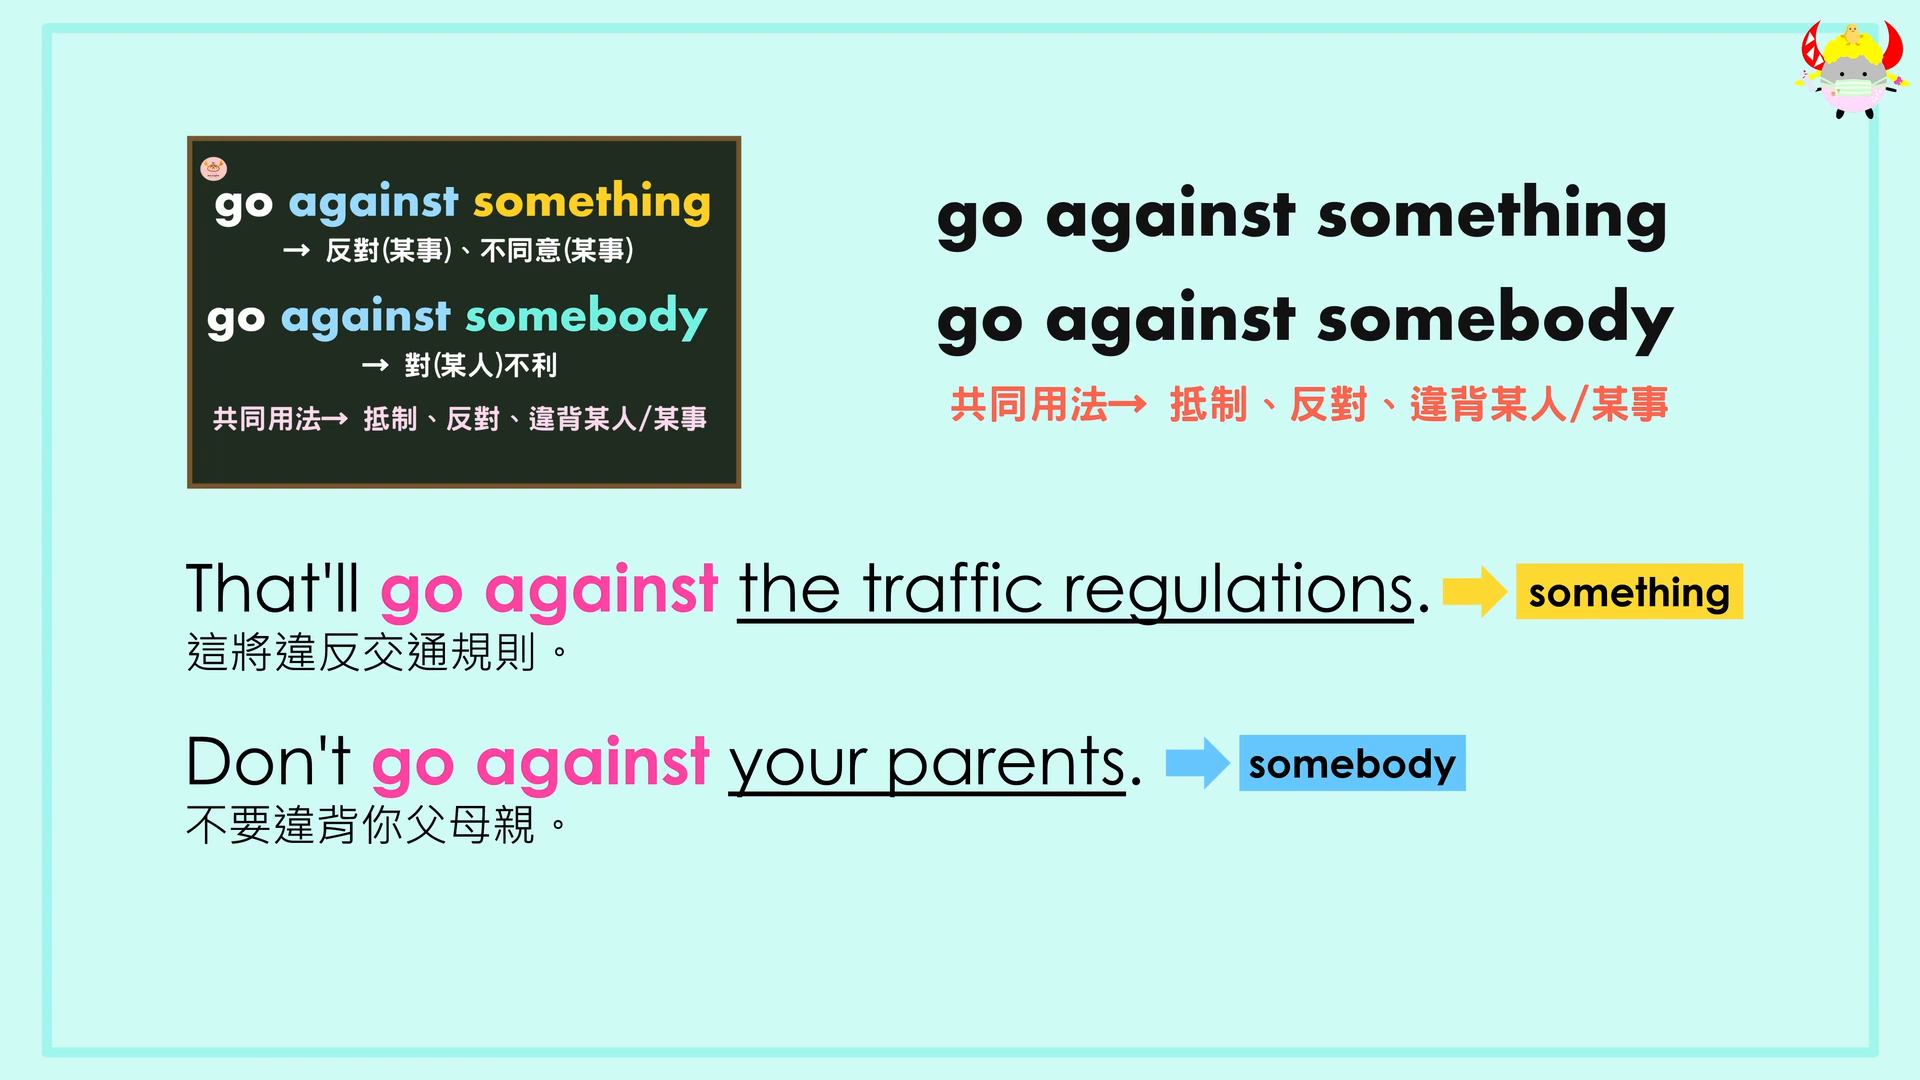 go against something
→ 反對(某事)、不同意(某事)
go against somebody
→ 對(某人)不利
共同用法→ 抵制、反對、違背某人/某事
go against something
go against somebody
共同用法→ 抵制、反對、違背某人/某事
That'll go against the traffic regulations. something
這將違反交通規則。
Don't go against your parents. somebody
不要違背你父母親。